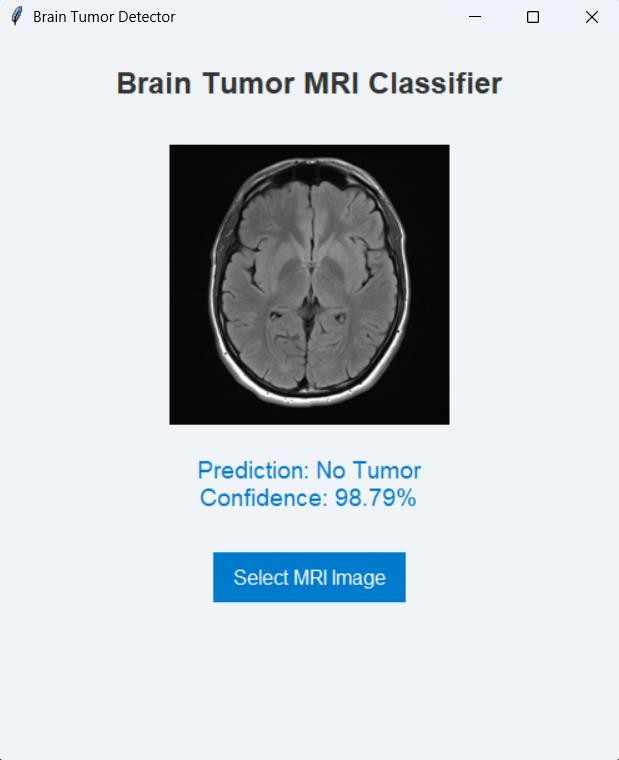 Brain Tumor Detector
Brain Tumor MRI Classifier
Prediction: No Tumor
Confidence: 98.79%
Select MRI Image